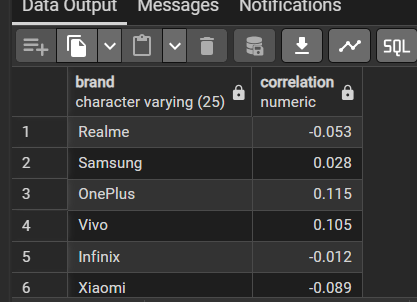 Data Output Messages Notifications
SQL
brand correlation
character varying (25) numeric
1 Realme -0.053
2 Samsung 0.028
3 OnePlus 0.115
4 Vivo 0.105
5 Infinix -0.012
6 Xiaomi -0.089